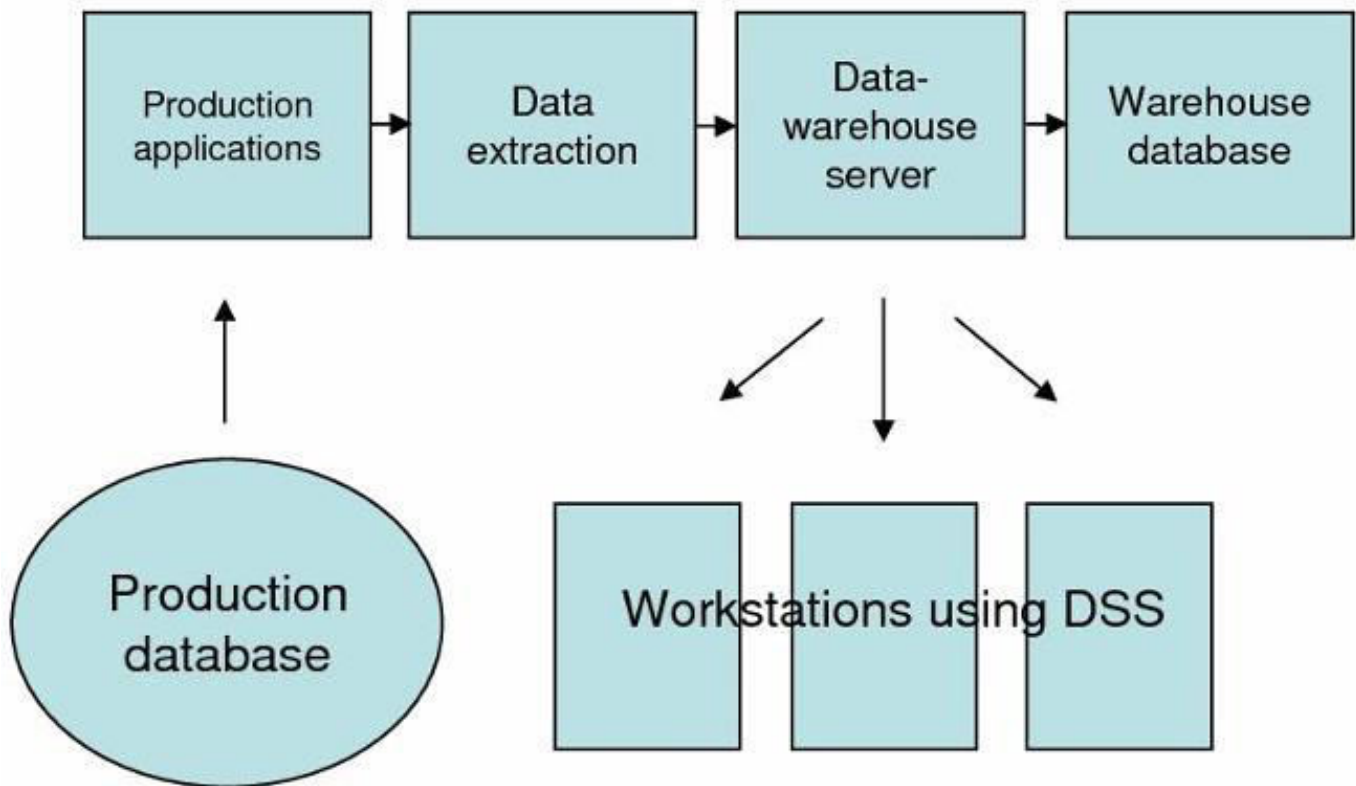 Production
applications
Data
extraction
Data-
warehouse
server
Warehouse
database
Production
database
Workstations using DSS